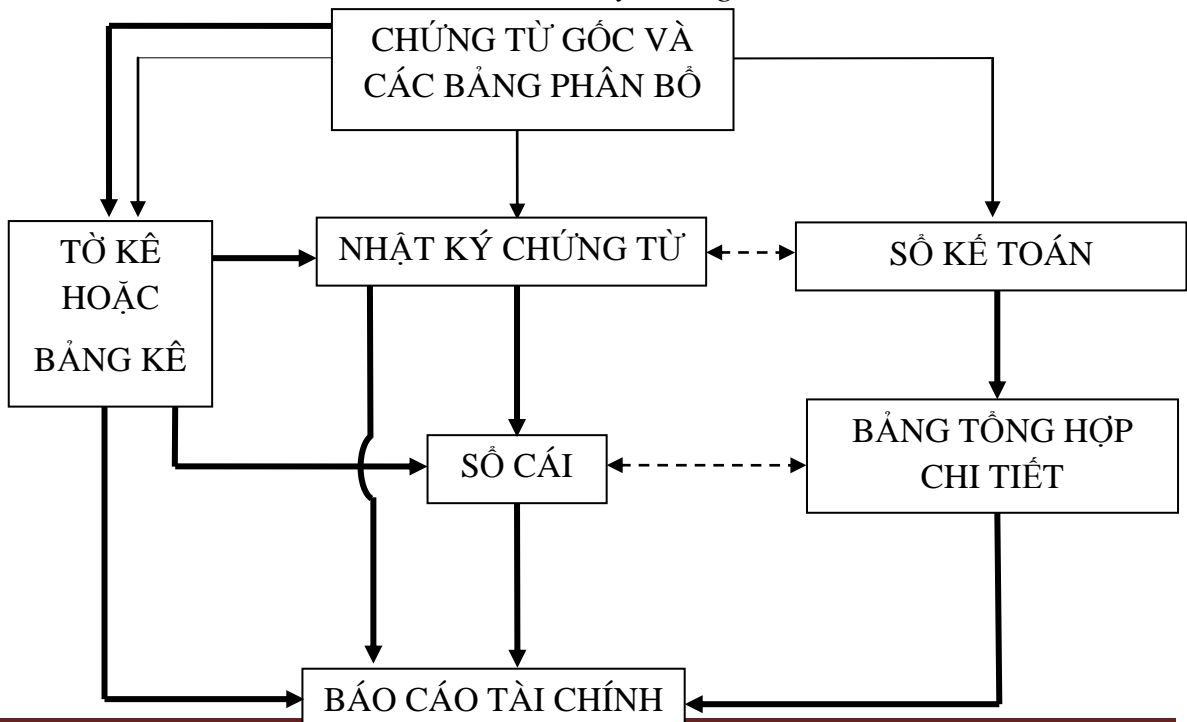 CHỨNG TỪ GỐC VÀ
CÁC BẢNG PHÂN BỔ
TỜ KÊ
HOẶC
BẢNG KÊ
NHẬT KÝ CHỨNG TỪ
SỔ KẾ TOÁN
SỔ CÁI
BẢNG TỔNG HỢP
CHI TIẾT
BÁO CÁO TÀI CHÍNH